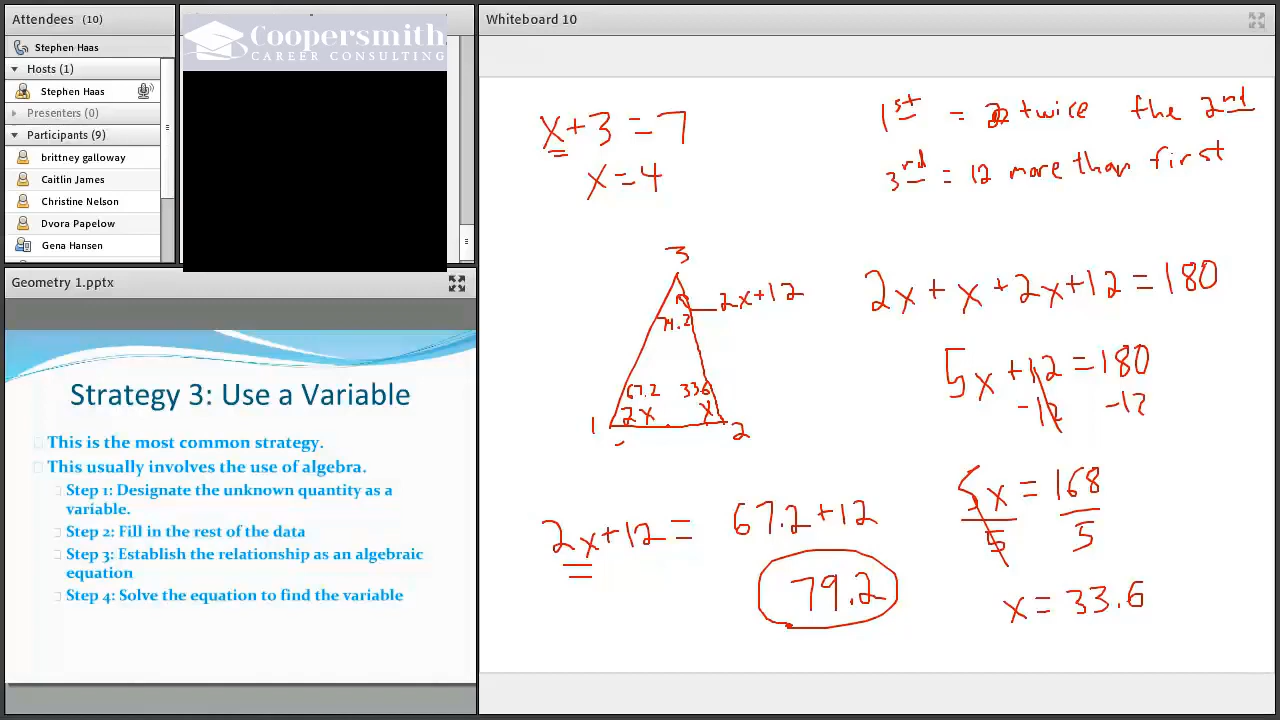 Attendees (10)
Stephen Haas
Hosts (1)
Stephen Haas
Presenters (0)
Participants (9)
brittney galloway
Caitlin James
Christine Nelson
Dvora Papelow
Gena Hansen
Coopersmith
CAREER CONSULTING
Geometry 1.pptx
Strategy 3: Use a Variable
This is the most common strategy.
This usually involves the use of algebra.
Step 1: Designate the unknown quantity as a
variable.
Step 2: Fill in the rest of the data
Step 3: Establish the relationship as an algebraic
equation
Step 4: Solve the equation to find the variable
Whiteboard 10
x+3=7
x=4
1st = twice the 2nd
3rd = 12 more than first
3
2x+12
67.2 33.6
1 2x x 2
2x + x + 2x+12 = 180
5x +12 = 180
-12 -12
5x = 168
5 5
x = 33.6
2x+12 = 67.2+12
79.2